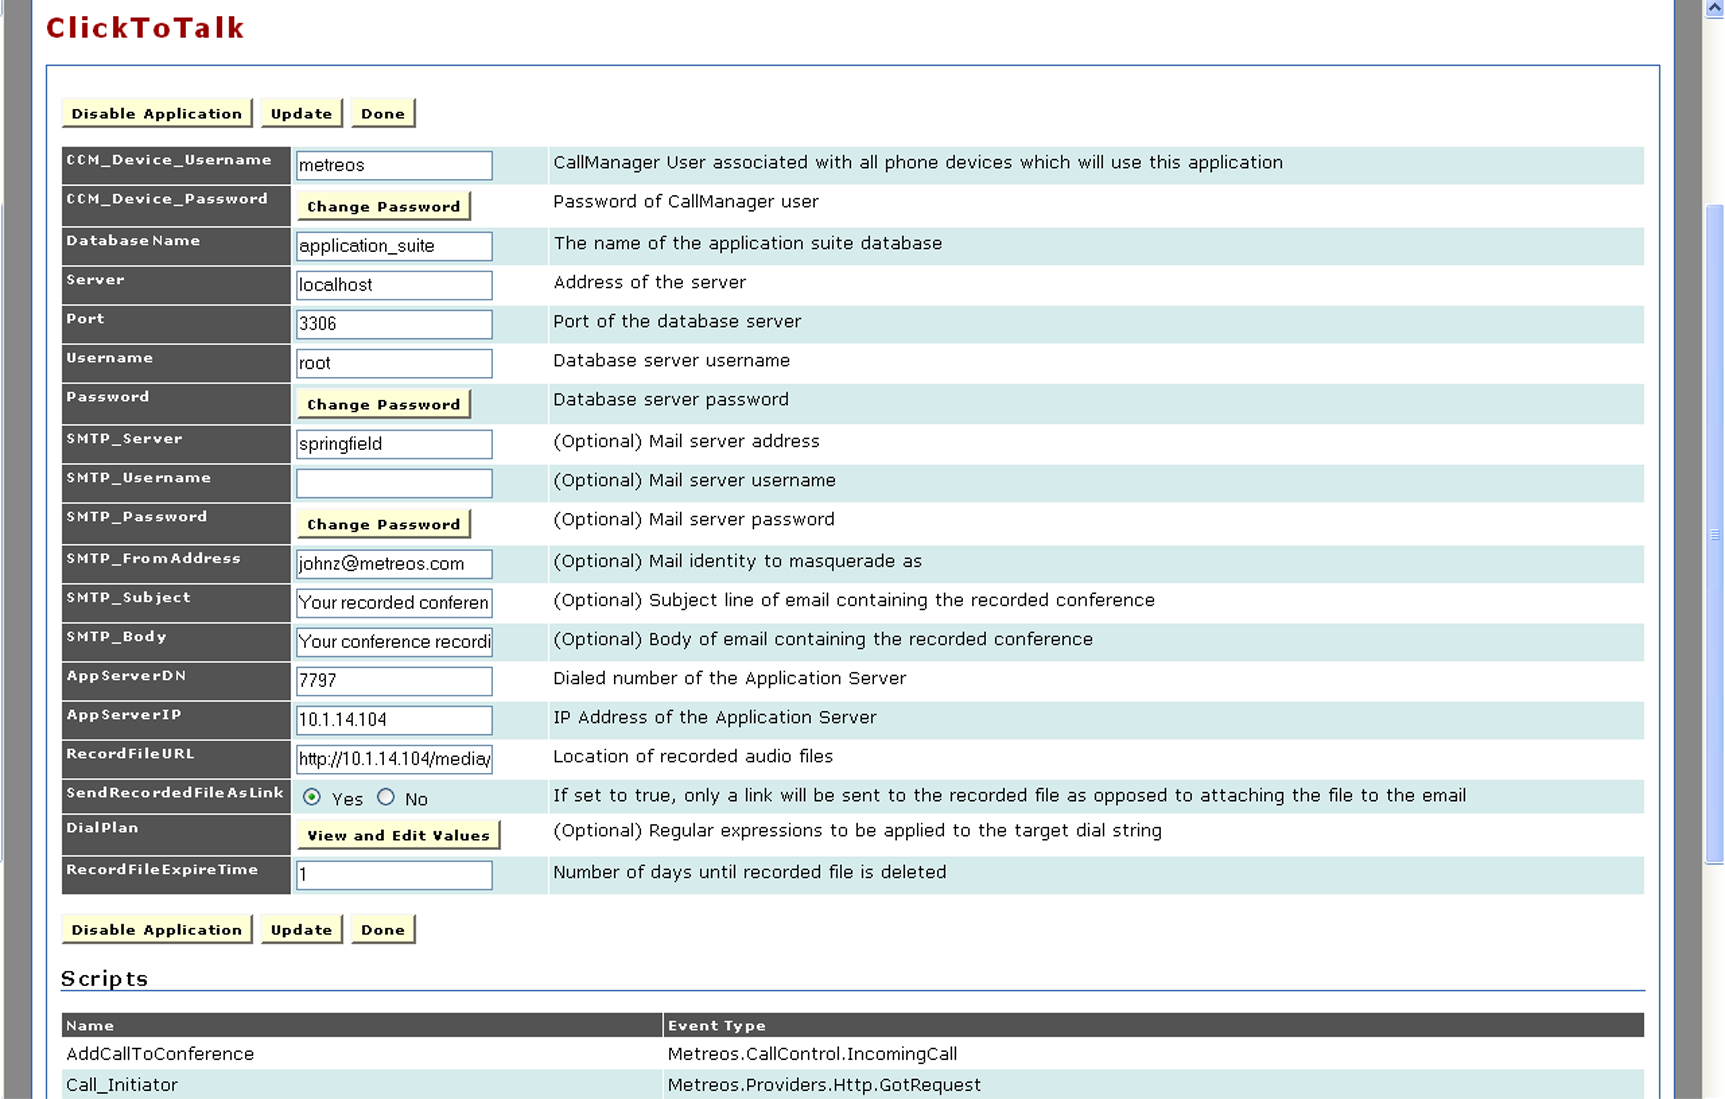 ClickToTalk
Disable Application Update Done
CCM_Device_Username metreos CallManager User associated with all phone devices which will use this application
CCM_Device_Password Change Password Password of CallManager user
DatabaseName application_suite The name of the application suite database
Server localhost Address of the server
Port 3306 Port of the database server
Username root Database server username
Password Change Password Database server password
SMTP_Server springfield (Optional) Mail server address
SMTP_Username (Optional) Mail server username
SMTP_Password Change Password (Optional) Mail server password
SMTP_FromAddress johnz@metreos.com (Optional) Mail identity to masquerade as
SMTP_Subject Your recorded conferen (Optional) Subject line of email containing the recorded conference
SMTP_Body Your conference recordi (Optional) Body of email containing the recorded conference
AppServerDN 7797 Dialed number of the Application Server
AppServerIP 10.1.14.104 IP Address of the Application Server
RecordFileURL http://10.1.14.104/media/ Location of recorded audio files
SendRecordedFileAsLink Yes No If set to true, only a link will be sent to the recorded file as opposed to attaching the file to the email
DialPlan View and Edit Values (Optional) Regular expressions to be applied to the target dial string
RecordFileExpireTime 1 Number of days until recorded file is deleted
Disable Application Update Done
Scripts
Name Event Type
AddCallToConference Metreos.CallControl.IncomingCall
Call_Initiator Metreos.Providers.Http.GotRequest